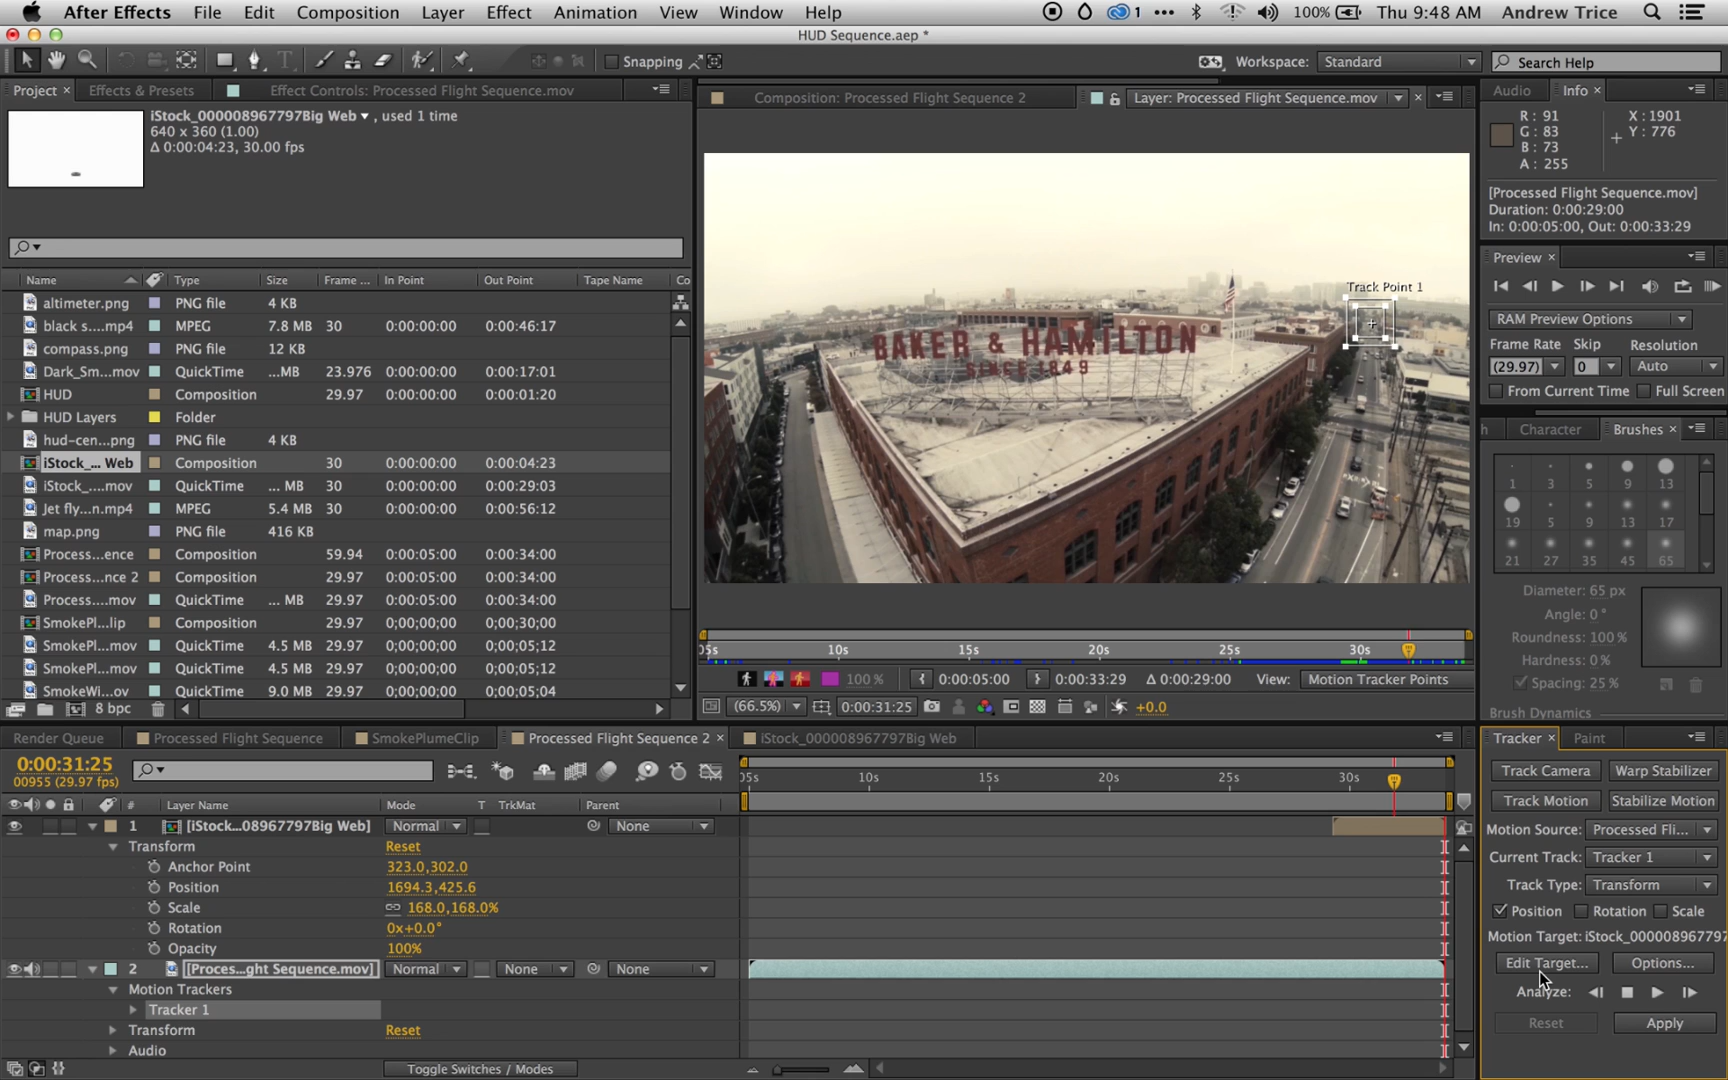 After Effects File Edit Composition Layer Effect Animation View Window Help 1 100% Thu 9:48 AM Andrew Trice
HUD Sequence.aep *
Snapping Workspace: Standard Search Help
Project × Effects & Presets Effect Controls: Processed Flight Sequence.mov
iStock_000008967797Big Web ▾ , used 1 time
640 x 360 (1.00)
Δ 0:00:04:23, 30.00 fps
Name Type Size Frame ... In Point Out Point Tape Name Co
altimeter.png PNG file 4 KB
black s....mp4 MPEG 7.8 MB 30 0:00:00:00 0:00:46:17
compass.png PNG file 12 KB
Dark_Sm...mov QuickTime ...MB 23.976 0:00:00:00 0:00:17:01
HUD Composition 29.97 0:00:00:00 0:00:01:20
HUD Layers Folder
hud-cen...png PNG file 4 KB
iStock_... Web Composition 30 0:00:00:00 0:00:04:23
iStock_....mov QuickTime ... MB 30 0:00:00:00 0:00:29:03
Jet fly....n.mp4 MPEG 5.4 MB 30 0:00:00:00 0:00:56:12
map.png PNG file 416 KB
Process...ence Composition 59.94 0:00:05:00 0:00:34:00
Process...nce 2 Composition 29.97 0:00:05:00 0:00:34:00
Process....mov QuickTime ... MB 29.97 0:00:05:00 0:00:34:00
SmokePl...lip Composition 29.97 0;00;00;00 0;00;30;00
SmokePl...mov QuickTime 4.5 MB 29.97 0;00;00;00 0;00;05;12
SmokePl...mov QuickTime 4.5 MB 29.97 0;00;00;00 0;00;05;12
SmokeWi...ov QuickTime 9.0 MB 29.97 0;00;00;00 0;00;05;04
8 bpc
Composition: Processed Flight Sequence 2 Layer: Processed Flight Sequence.mov ×
Track Point 1
BAKER & HAMILTON
SINCE 1849
05s 10s 15s 20s 25s 30s
100 % 0:00:05:00 0:00:33:29 Δ 0:00:29:00 View: Motion Tracker Points
(66.5%) 0:00:31:25 +0.0
Audio Info ×
R : 91 X : 1901
G : 83 Y : 776
B : 73
A : 255
[Processed Flight Sequence.mov]
Duration: 0:00:29:00
In: 0:00:05:00, Out: 0:00:33:29
Preview ×
RAM Preview Options
Frame Rate Skip Resolution
(29.97) 0 Auto
From Current Time Full Screen
h Character Brushes ×
1 3 5 9 13
19 5 9 13 17
21 27 35 45 65
Diameter: 65 px
Angle: 0 °
Roundness: 100 %
Hardness: 0 %
Spacing: 25 %
Brush Dynamics
Render Queue Processed Flight Sequence SmokePlumeClip Processed Flight Sequence 2 × iStock_000008967797Big Web
0:00:31:25
00955 (29.97 fps)
05s 10s 15s 20s 25s 30s
# Layer Name Mode T TrkMat Parent
1 [iStock...08967797Big Web] Normal None
Transform Reset
Anchor Point 323.0,302.0
Position 1694.3,425.6
Scale 168.0,168.0%
Rotation 0x+0.0°
Opacity 100%
2 [Proces...ght Sequence.mov] Normal None None
Motion Trackers
Tracker 1
Transform Reset
Audio
Toggle Switches / Modes
Tracker × Paint
Track Camera Warp Stabilizer
Track Motion Stabilize Motion
Motion Source: Processed Fli...
Current Track: Tracker 1
Track Type: Transform
Position Rotation Scale
Motion Target: iStock_000008967797
Edit Target... Options...
Analyze:
Reset Apply